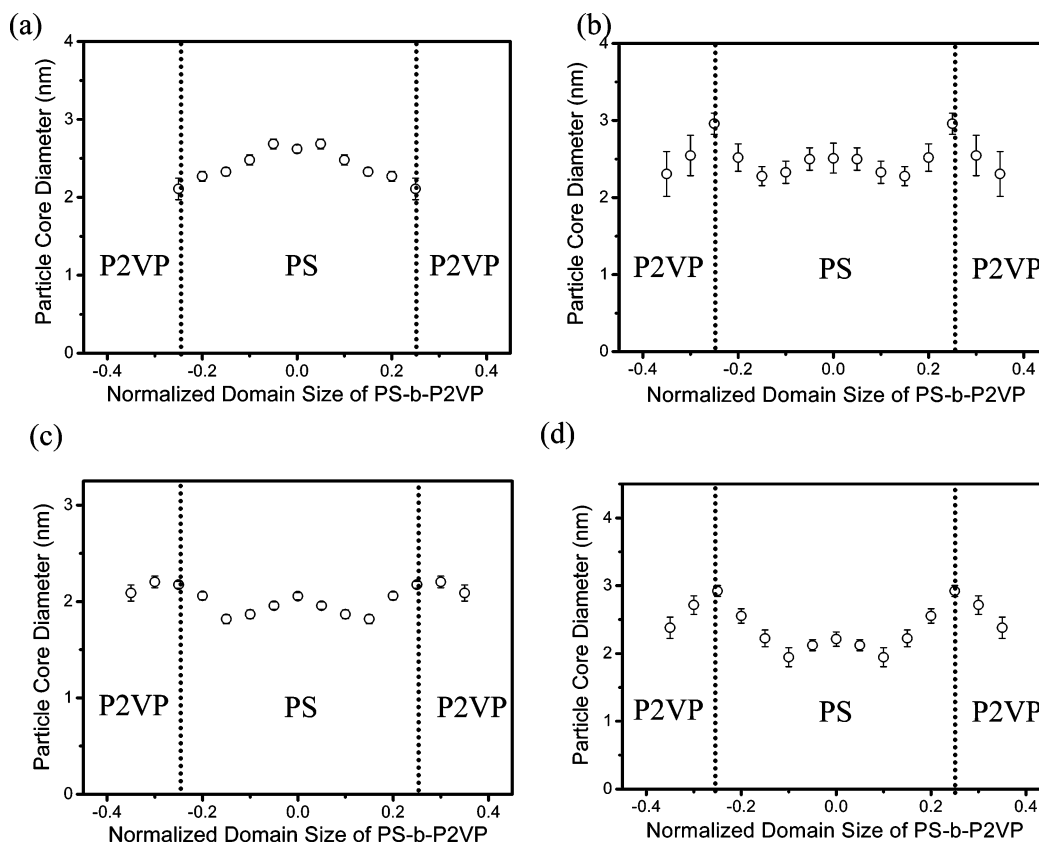 (a)
4
3
2
1
0
Particle Core Diameter (nm)
P2VP PS P2VP
-0.4 -0.2 0.0 0.2 0.4
Normalized Domain Size of PS-b-P2VP
(b)
4
3
2
1
0
Particle Core Diameter (nm)
P2VP PS P2VP
-0.4 -0.2 0.0 0.2 0.4
Normalized Domain Size of PS-b-P2VP
(c)
3
2
1
0
Particle Core Diameter (nm)
P2VP PS P2VP
-0.4 -0.2 0.0 0.2 0.4
Normalized Domain Size of PS-b-P2VP
(d)
4
3
2
1
0
Particle Core Diameter (nm)
P2VP PS P2VP
-0.4 -0.2 0.0 0.2 0.4
Normalized Domain Size of PS-b-P2VP